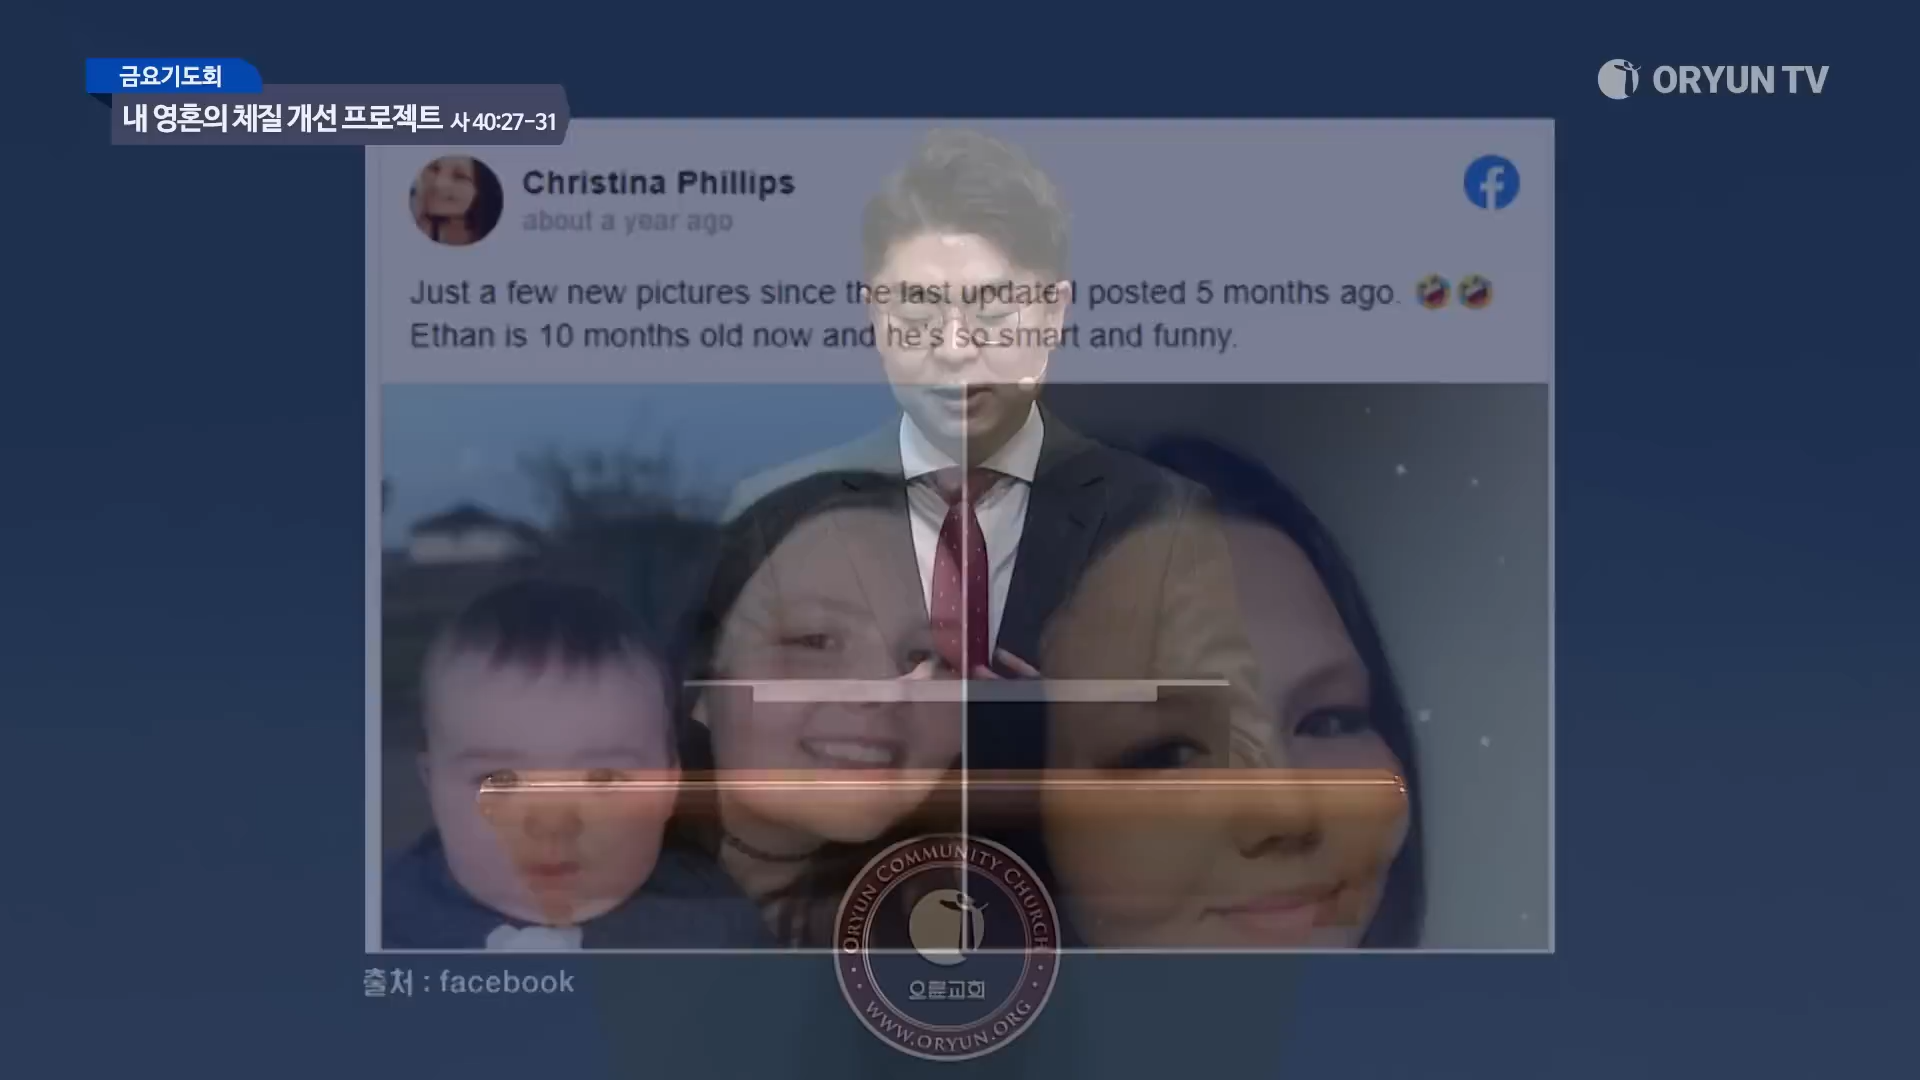 금요기도회
내 영혼의 체질 개선 프로젝트 사 40:27-31
ORYUN TV
Christina Phillips
about a year ago
Just a few new pictures since the last update I posted 5 months ago. 🤣🤣
Ethan is 10 months old now and he's so smart and funny.
출처 : facebook
ORYUN COMMUNITY CHURCH
오륜교회
WWW.ORYUN.ORG